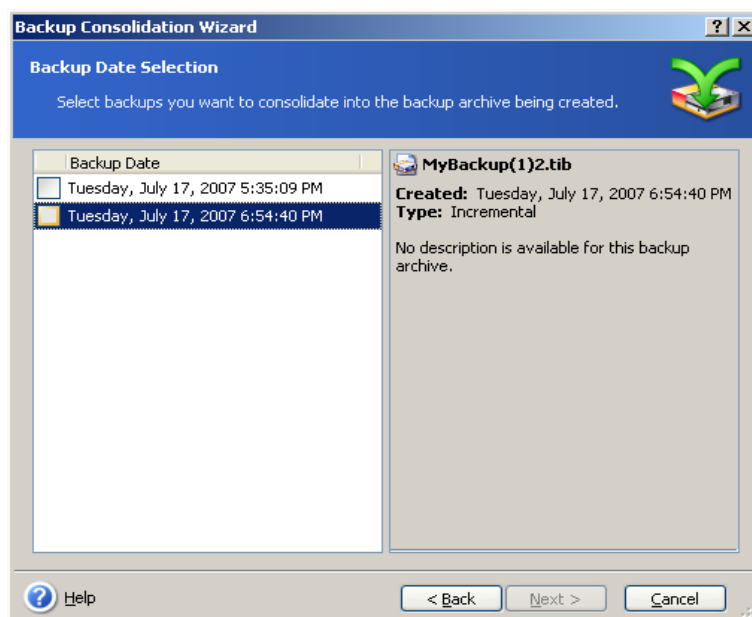 Backup Consolidation Wizard
Backup Date Selection
Select backups you want to consolidate into the backup archive being created.
Backup Date
Tuesday, July 17, 2007 5:35:09 PM
Tuesday, July 17, 2007 6:54:40 PM
MyBackup(1)2.tib
Created: Tuesday, July 17, 2007 6:54:40 PM
Type: Incremental
No description is available for this backup
archive.
Help
< Back
Next >
Cancel